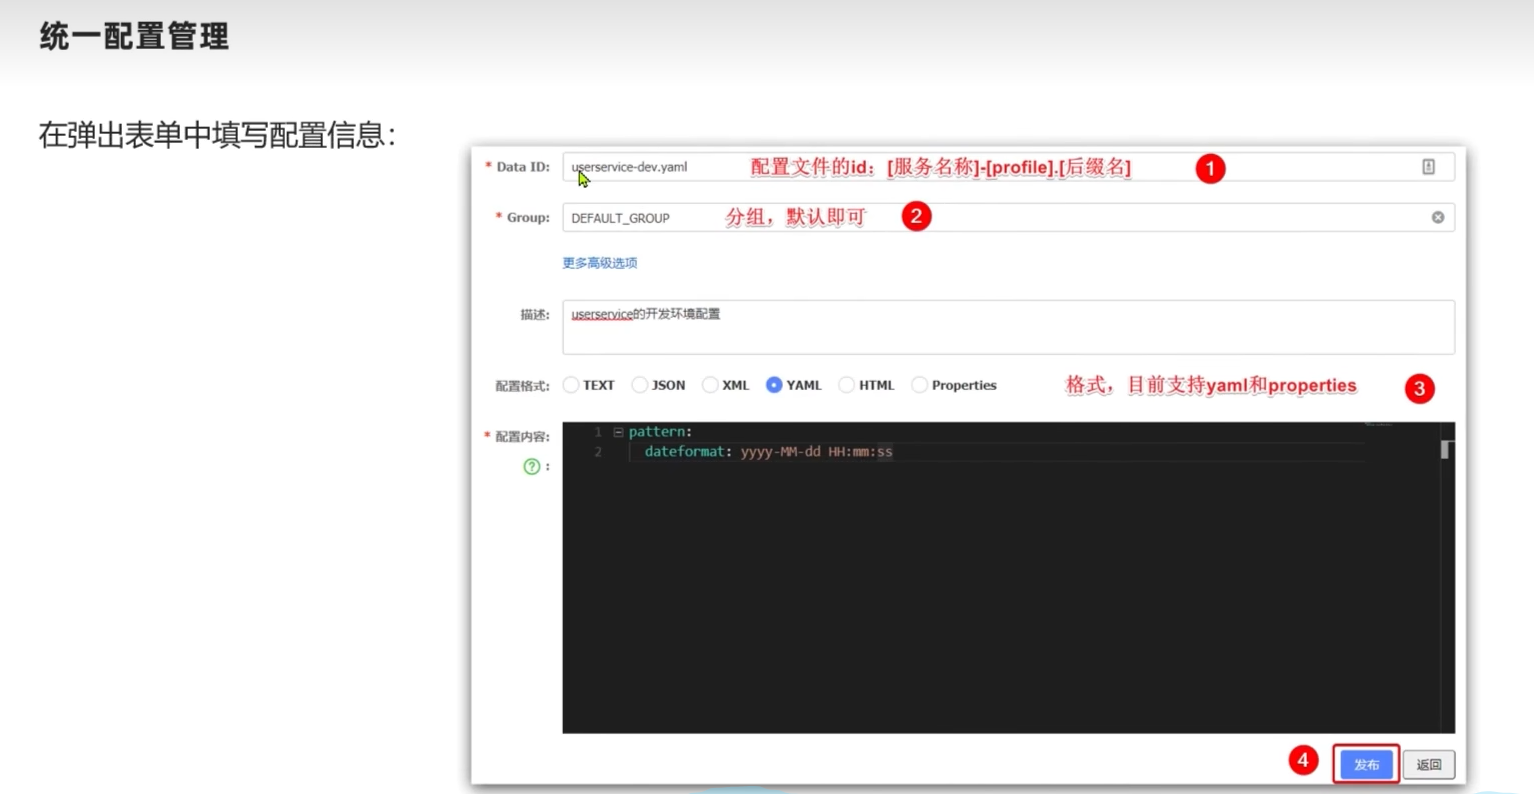 统一配置管理
在弹出表单中填写配置信息：
* Data ID: userservice-dev.yaml 配置文件的id：[服务名称]-[profile].[后缀名] 1
* Group: DEFAULT_GROUP 分组，默认即可 2
更多高级选项
描述: userservice的开发环境配置
配置格式: TEXT JSON XML YAML HTML Properties 格式，目前支持yaml和properties 3
* 配置内容: 1 pattern:
? : 2 dateformat: yyyy-MM-dd HH:mm:ss
4 发布 返回